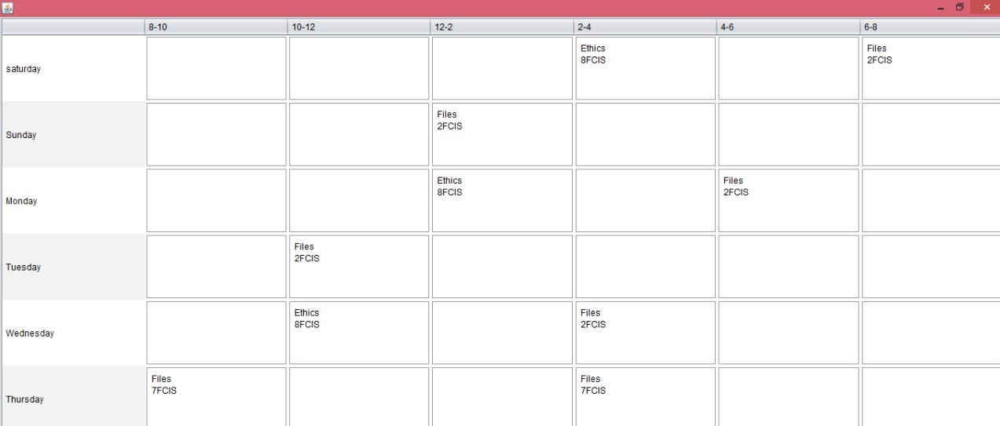 8-10 10-12 12-2 2-4 4-6 6-8
saturday
Ethics
8FCIS
Files
2FCIS
Sunday
Files
2FCIS
Monday
Ethics
8FCIS
Files
2FCIS
Tuesday
Files
2FCIS
Wednesday
Ethics
8FCIS
Files
2FCIS
Thursday
Files
7FCIS
Files
7FCIS